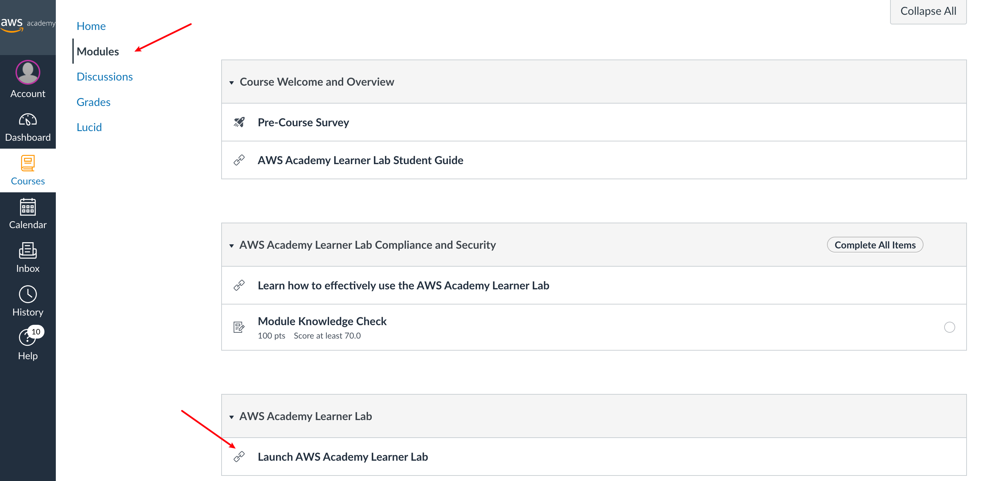 aws academy
Account
Dashboard
Courses
Calendar
Inbox
History
10
Help
Home
Modules
Discussions
Grades
Lucid
Collapse All
Course Welcome and Overview
Pre-Course Survey
AWS Academy Learner Lab Student Guide
AWS Academy Learner Lab Compliance and Security
Complete All Items
Learn how to effectively use the AWS Academy Learner Lab
Module Knowledge Check
100 pts Score at least 70.0
AWS Academy Learner Lab
Launch AWS Academy Learner Lab